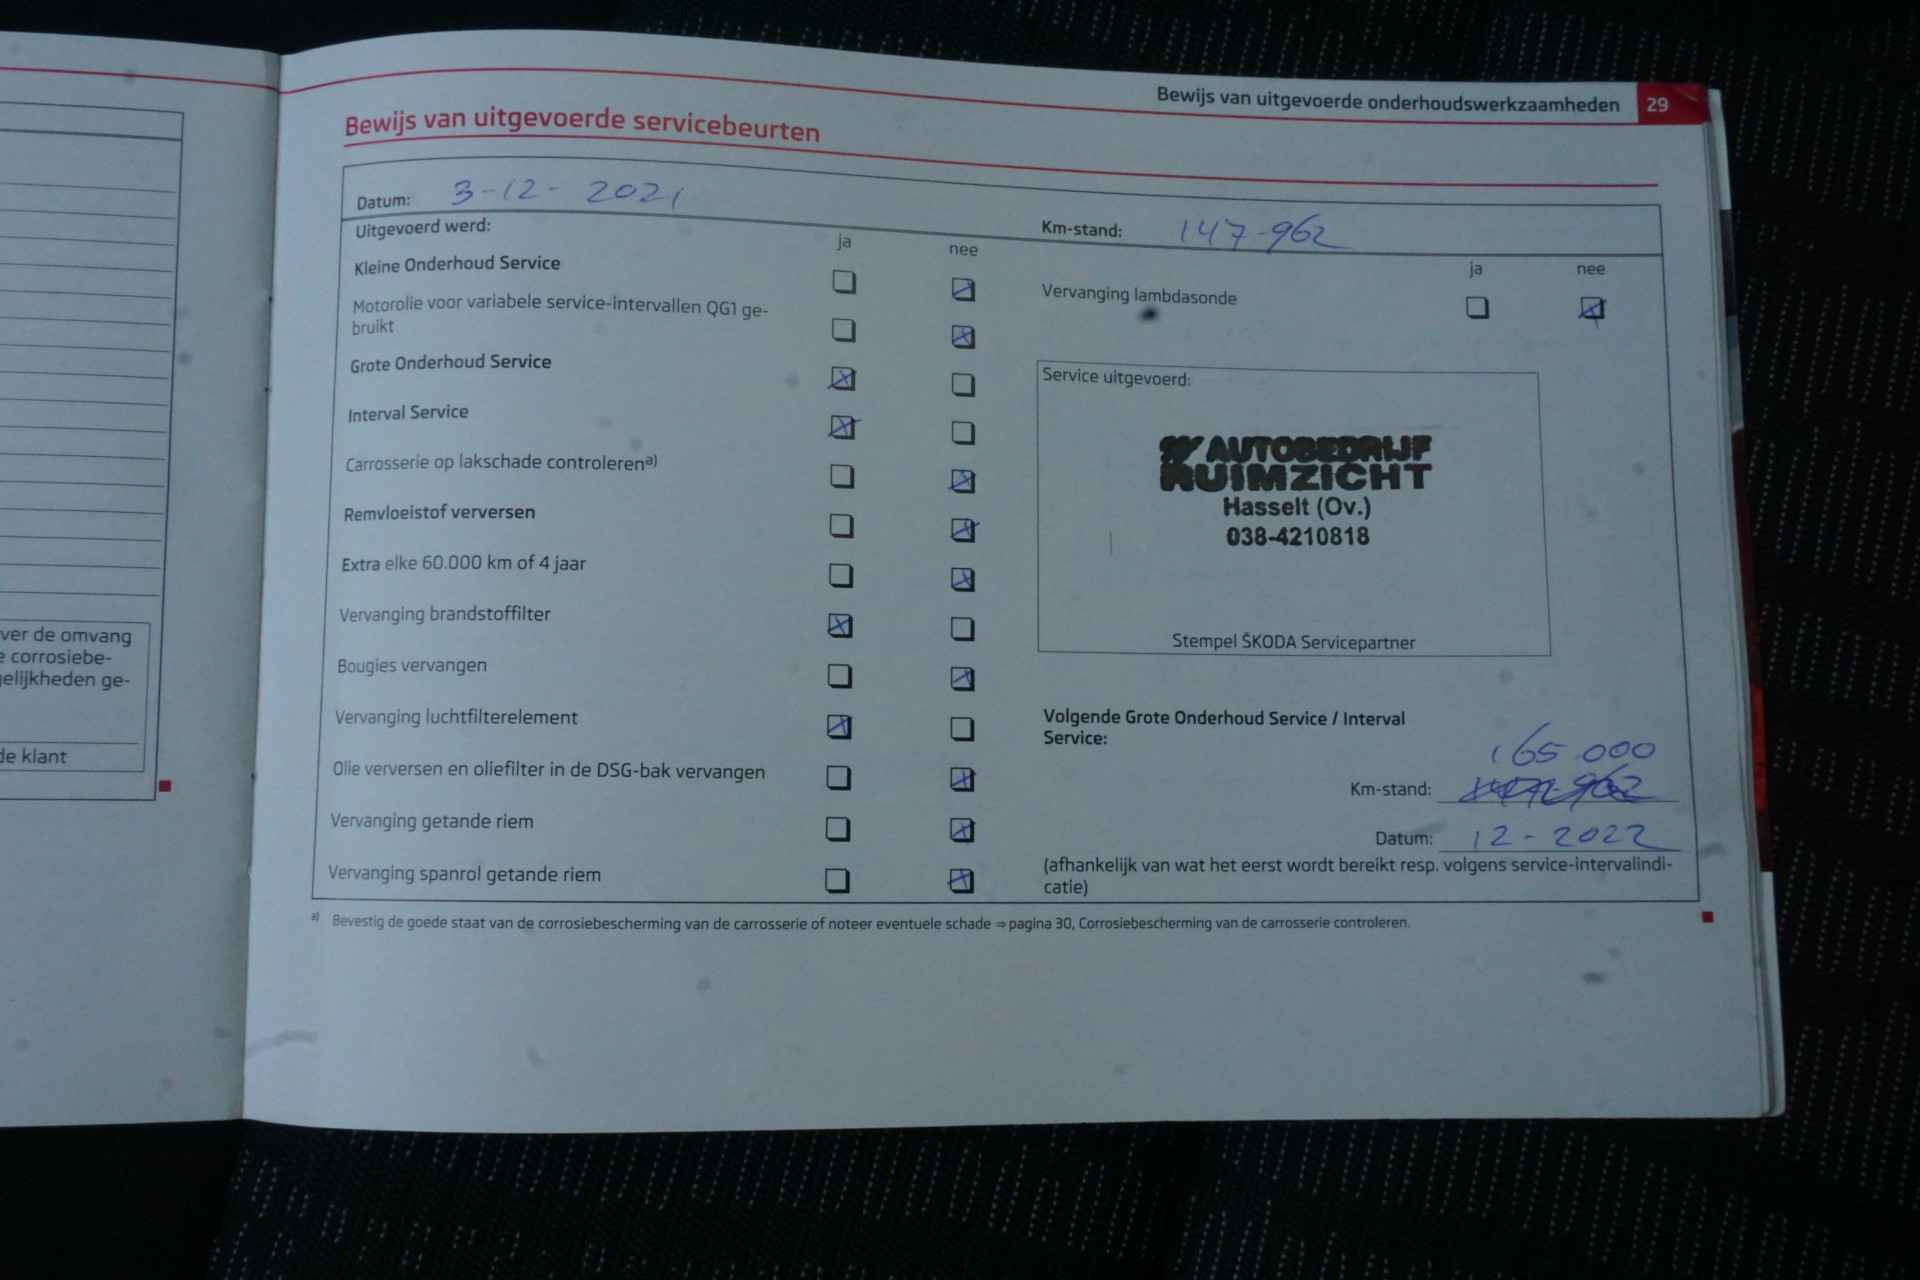 Bewijs van uitgevoerde onderhoudswerkzaamheden 29
Bewijs van uitgevoerde servicebeurten
Datum: 3-12-2021
Km-stand: 147-962
Uitgevoerd werd:
ja nee
Kleine Onderhoud Service
Motorolie voor variabele service-intervallen QG1 ge-
bruikt
Grote Onderhoud Service
Interval Service
Carrosserie op lakschade controleren a)
Remvloeistof verversen
Extra elke 60.000 km of 4 jaar
Vervanging brandstoffilter
Bougies vervangen
Vervanging luchtfilterelement
Olie verversen en oliefilter in de DSG-bak vervangen
Vervanging getande riem
Vervanging spanrol getande riem
ja nee
Vervanging lambdasonde
Service uitgevoerd:
AUTOBEDRIJF
RUIMZICHT
Hasselt (Ov.)
038-4210818
Stempel ŠKODA Servicepartner
Volgende Grote Onderhoud Service / Interval
Service:
165 000
Km-stand:
Datum: 12-2022
(afhankelijk van wat het eerst wordt bereikt resp. volgens service-intervalindi-
catie)
a) Bevestig de goede staat van de corrosiebescherming van de carrosserie of noteer eventuele schade ⇒ pagina 30, Corrosiebescherming van de carrosserie controleren.
ver de omvang
e corrosiebe-
elijkheden ge-
de klant